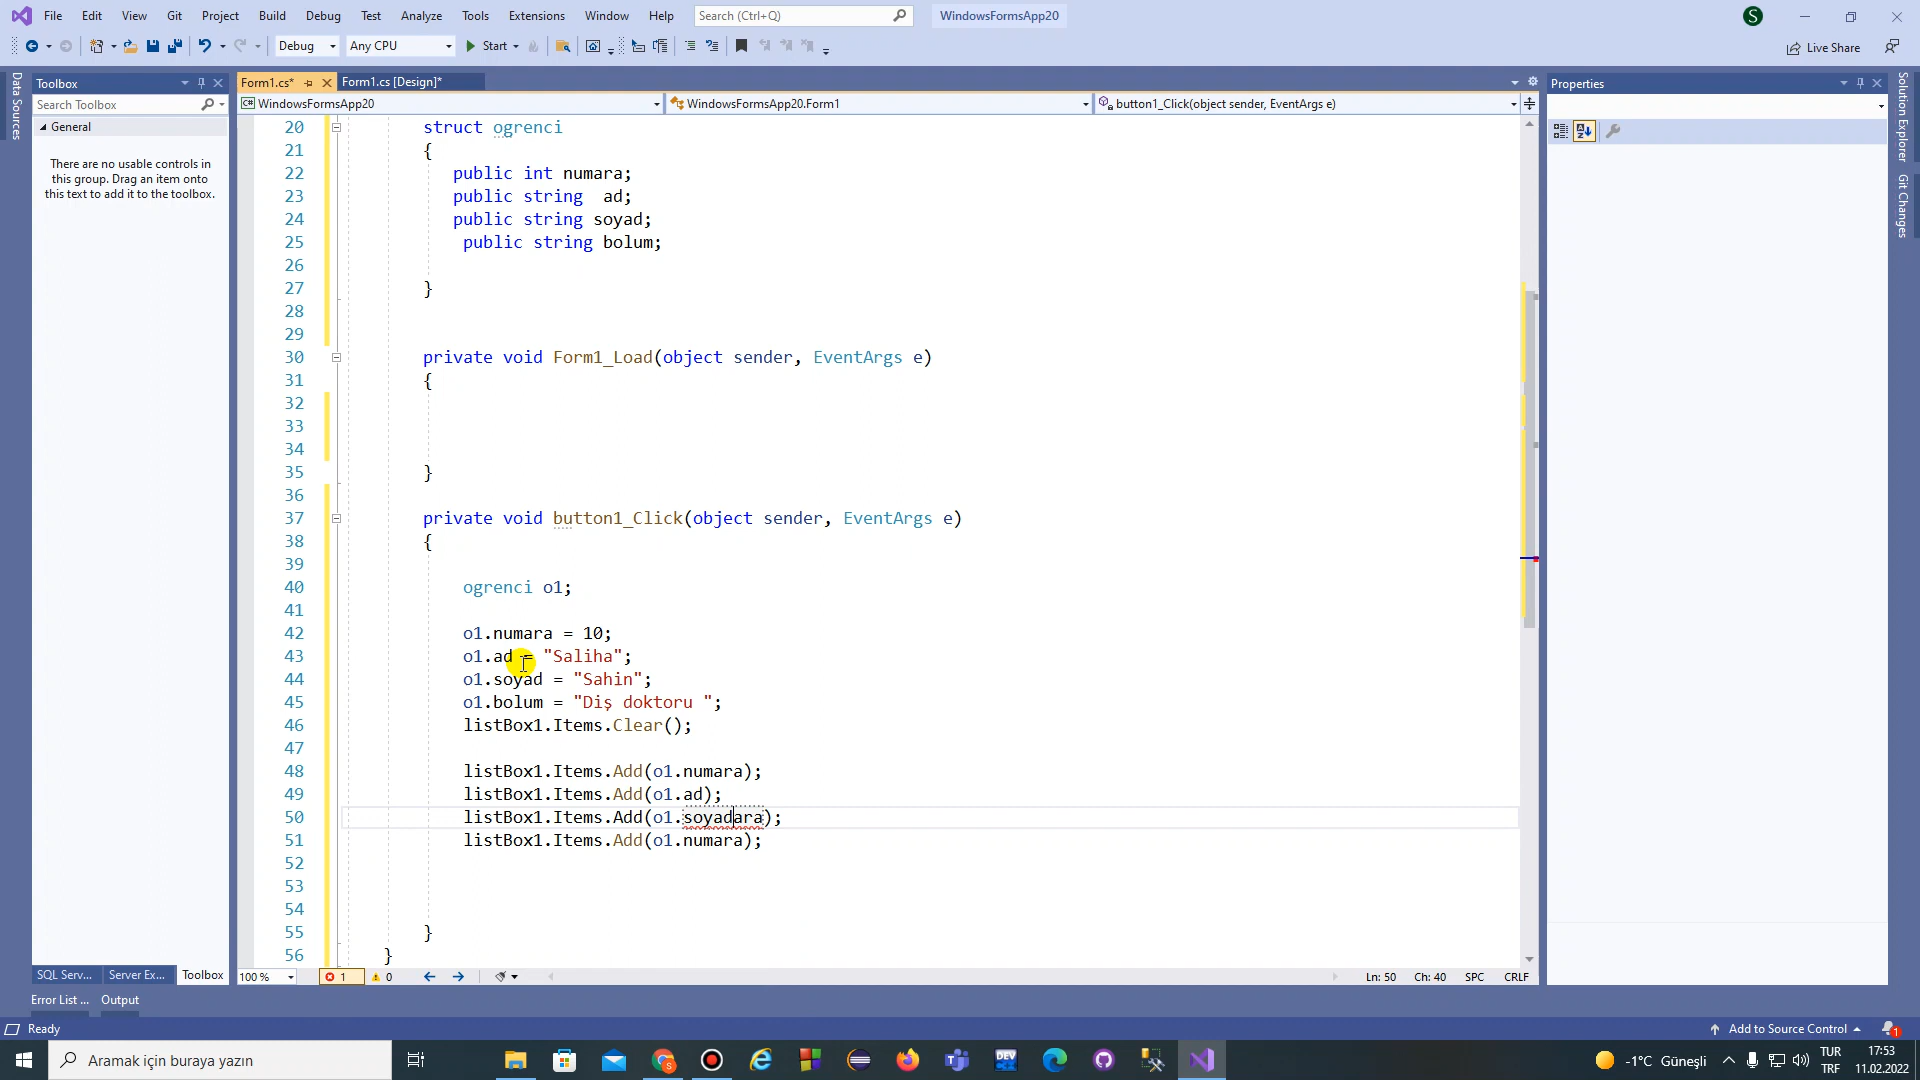 File Edit View Git Project Build Debug Test Analyze Tools Extensions Window Help Search (Ctrl+Q) WindowsFormsApp20 S
Debug Any CPU Start Live Share
Data Sources
Toolbox
Search Toolbox
General
There are no usable controls in
this group. Drag an item onto
this text to add it to the toolbox.
Form1.cs* Form1.cs [Design]*
WindowsFormsApp20 WindowsFormsApp20.Form1 button1_Click(object sender, EventArgs e)
20 struct ogrenci
21 {
22 public int numara;
23 public string  ad;
24 public string soyad;
25 public string bolum;
26
27 }
28
29
30 private void Form1_Load(object sender, EventArgs e)
31 {
32
33
34
35 }
36
37 private void button1_Click(object sender, EventArgs e)
38 {
39
40 ogrenci o1;
41
42 o1.numara = 10;
43 o1.ad = "Saliha";
44 o1.soyad = "Sahin";
45 o1.bolum = "Diş doktoru ";
46 listBox1.Items.Clear();
47
48 listBox1.Items.Add(o1.numara);
49 listBox1.Items.Add(o1.ad);
50 listBox1.Items.Add(o1.soyadara);
51 listBox1.Items.Add(o1.numara);
52
53
54
55 }
56 }
Properties
Solution Explorer
Git Changes
SQL Serv... Server Ex... Toolbox
100 % 1 0 Ln: 50 Ch: 40 SPC CRLF
Error List ... Output
Ready Add to Source Control 1
Aramak için buraya yazın
DEV
-1°C Güneşli TUR 17:53
TRF 11.02.2022